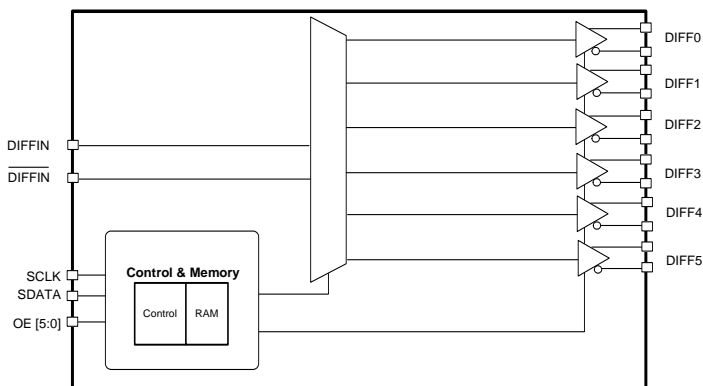 DIFF0
DIFF1
DIFF2
DIFFIN
DIFFIN
DIFF3
DIFF4
DIFF5
SCLK
SDATA
OE [5:0]
Control & Memory
Control
RAM